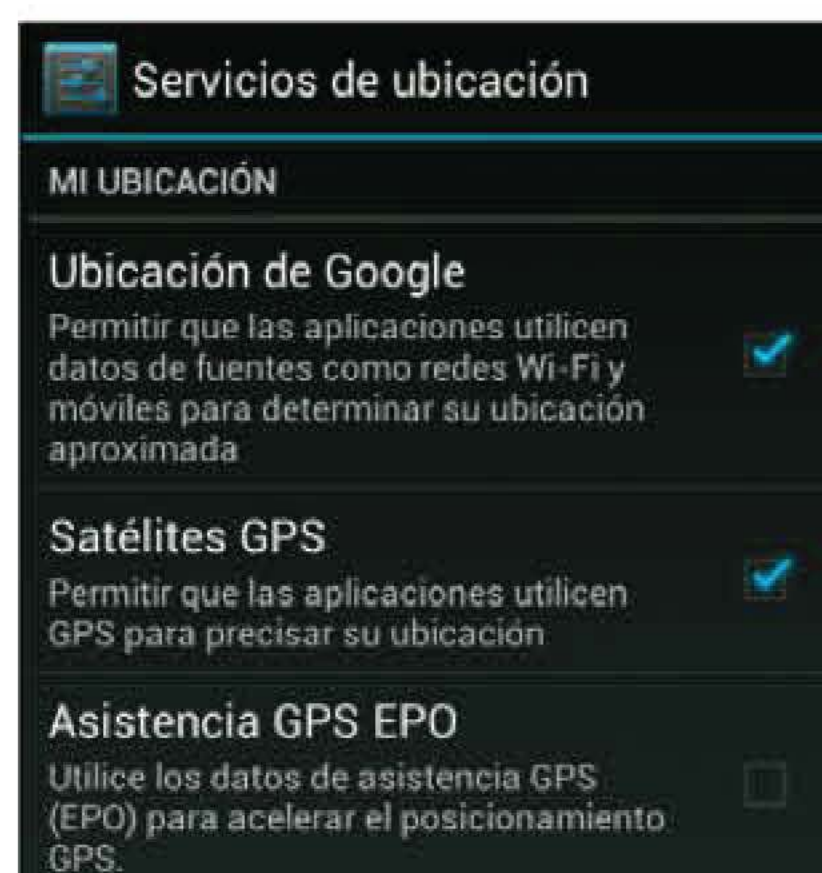 Servicios de ubicación
MI UBICACIÓN
Ubicación de Google
Permitir que las aplicaciones utilicen
datos de fuentes como redes Wi-Fi y
móviles para determinar su ubicación
aproximada
Satélites GPS
Permitir que las aplicaciones utilicen
GPS para precisar su ubicación
Asistencia GPS EPO
Utilice los datos de asistencia GPS
(EPO) para acelerar el posicionamiento
GPS.